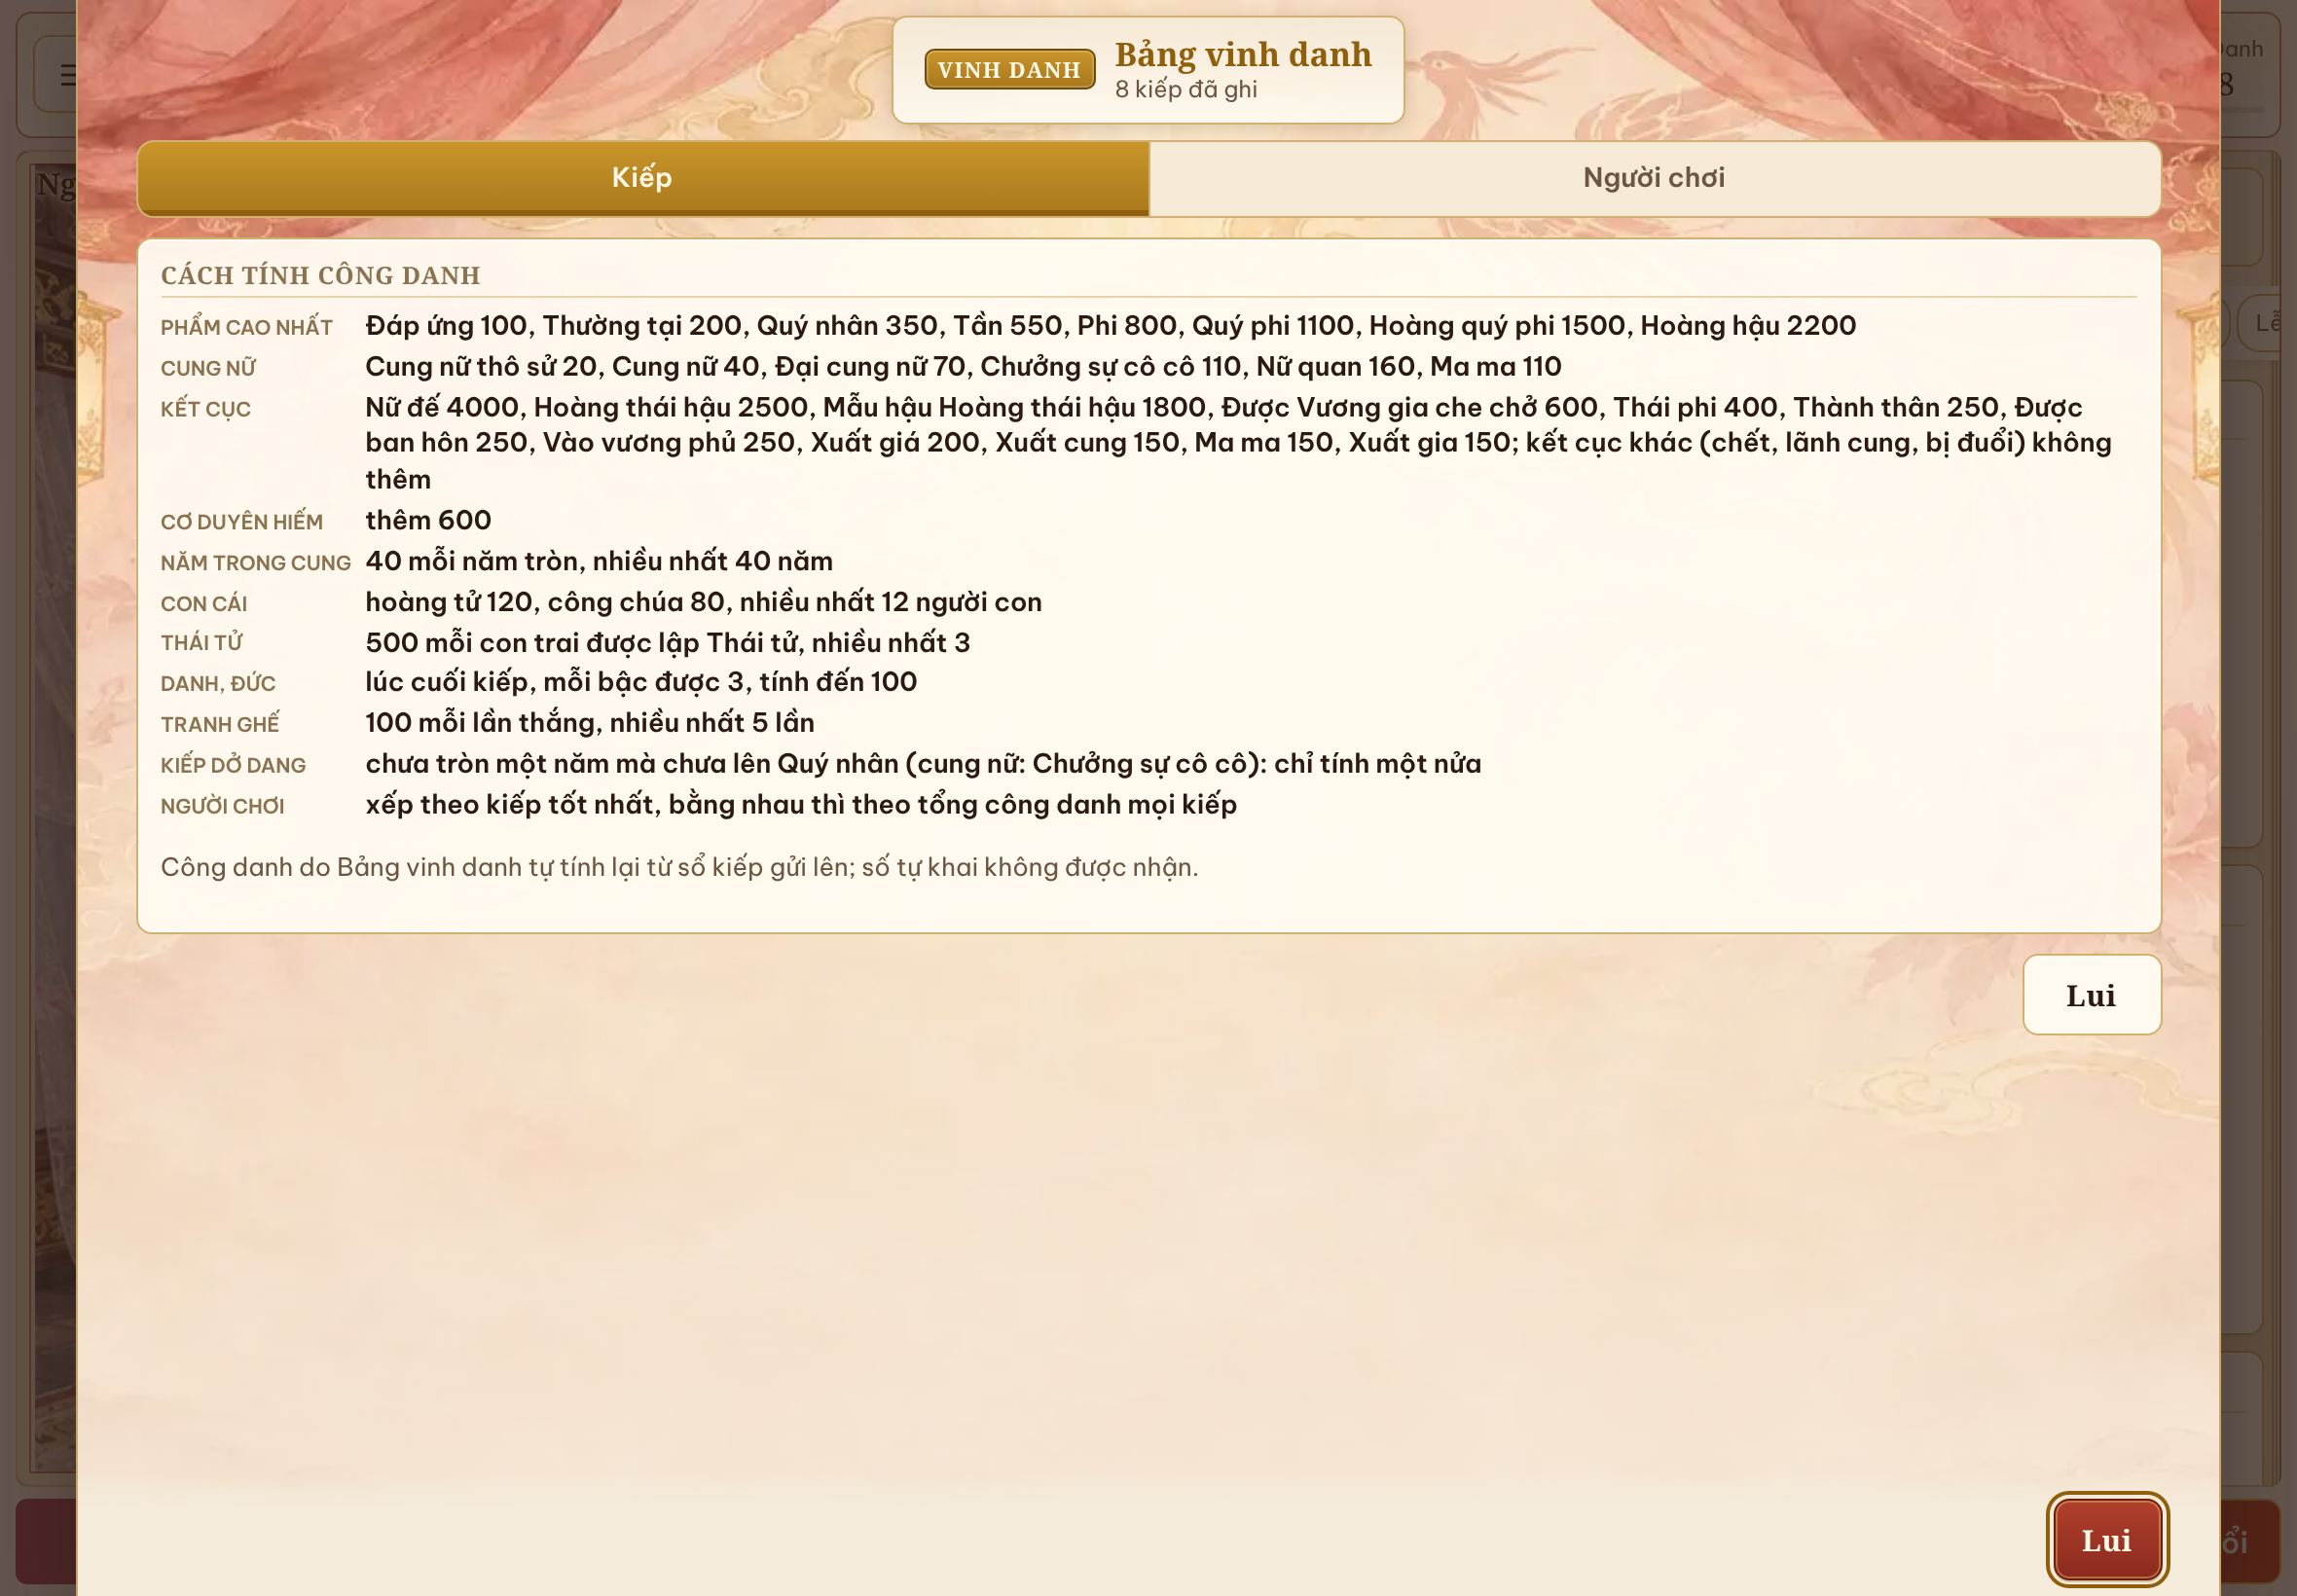 VINH DANH
Bảng vinh danh
8 kiếp đã ghi
Danh
8
Ng
Kiếp
Người chơi
CÁCH TÍNH CÔNG DANH
PHẨM CAO NHẤT Đáp ứng 100, Thường tại 200, Quý nhân 350, Tần 550, Phi 800, Quý phi 1100, Hoàng quý phi 1500, Hoàng hậu 2200
CUNG NỮ Cung nữ thô sử 20, Cung nữ 40, Đại cung nữ 70, Chưởng sự cô cô 110, Nữ quan 160, Ma ma 110
KẾT CỤC Nữ đế 4000, Hoàng thái hậu 2500, Mẫu hậu Hoàng thái hậu 1800, Được Vương gia che chở 600, Thái phi 400, Thành thân 250, Được
ban hôn 250, Vào vương phủ 250, Xuất giá 200, Xuất cung 150, Ma ma 150, Xuất gia 150; kết cục khác (chết, lãnh cung, bị đuổi) không
thêm
CƠ DUYÊN HIẾM thêm 600
NĂM TRONG CUNG 40 mỗi năm tròn, nhiều nhất 40 năm
CON CÁI hoàng tử 120, công chúa 80, nhiều nhất 12 người con
THÁI TỬ 500 mỗi con trai được lập Thái tử, nhiều nhất 3
DANH, ĐỨC lúc cuối kiếp, mỗi bậc được 3, tính đến 100
TRANH GHẾ 100 mỗi lần thắng, nhiều nhất 5 lần
KIẾP DỞ DANG chưa tròn một năm mà chưa lên Quý nhân (cung nữ: Chưởng sự cô cô): chỉ tính một nửa
NGƯỜI CHƠI xếp theo kiếp tốt nhất, bằng nhau thì theo tổng công danh mọi kiếp
Công danh do Bảng vinh danh tự tính lại từ sổ kiếp gửi lên; số tự khai không được nhận.
Lui
Lui